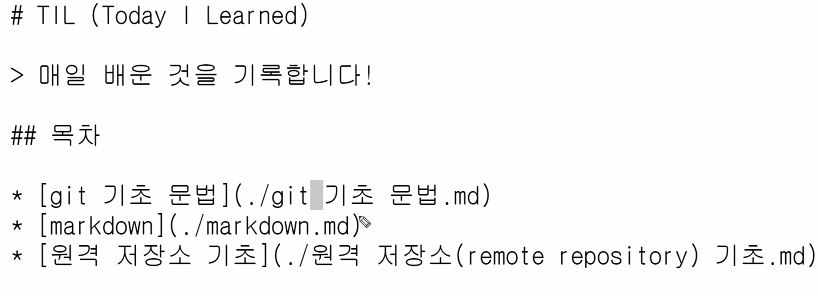 # TIL (Today I Learned)
> 매일 배운 것을 기록합니다!
## 목차
* [git 기초 문법](./git 기초 문법.md)
* [markdown](./markdown.md)
* [원격 저장소 기초](./원격 저장소(remote repository) 기초.md)